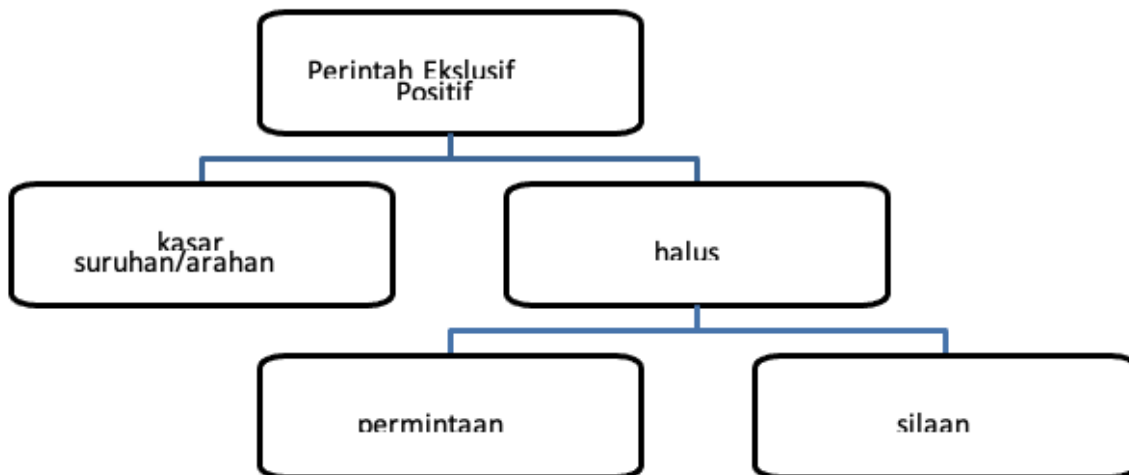 Perintah Ekslusif
Positif
kasar
suruhan/arahan
halus
permintaan
silaan